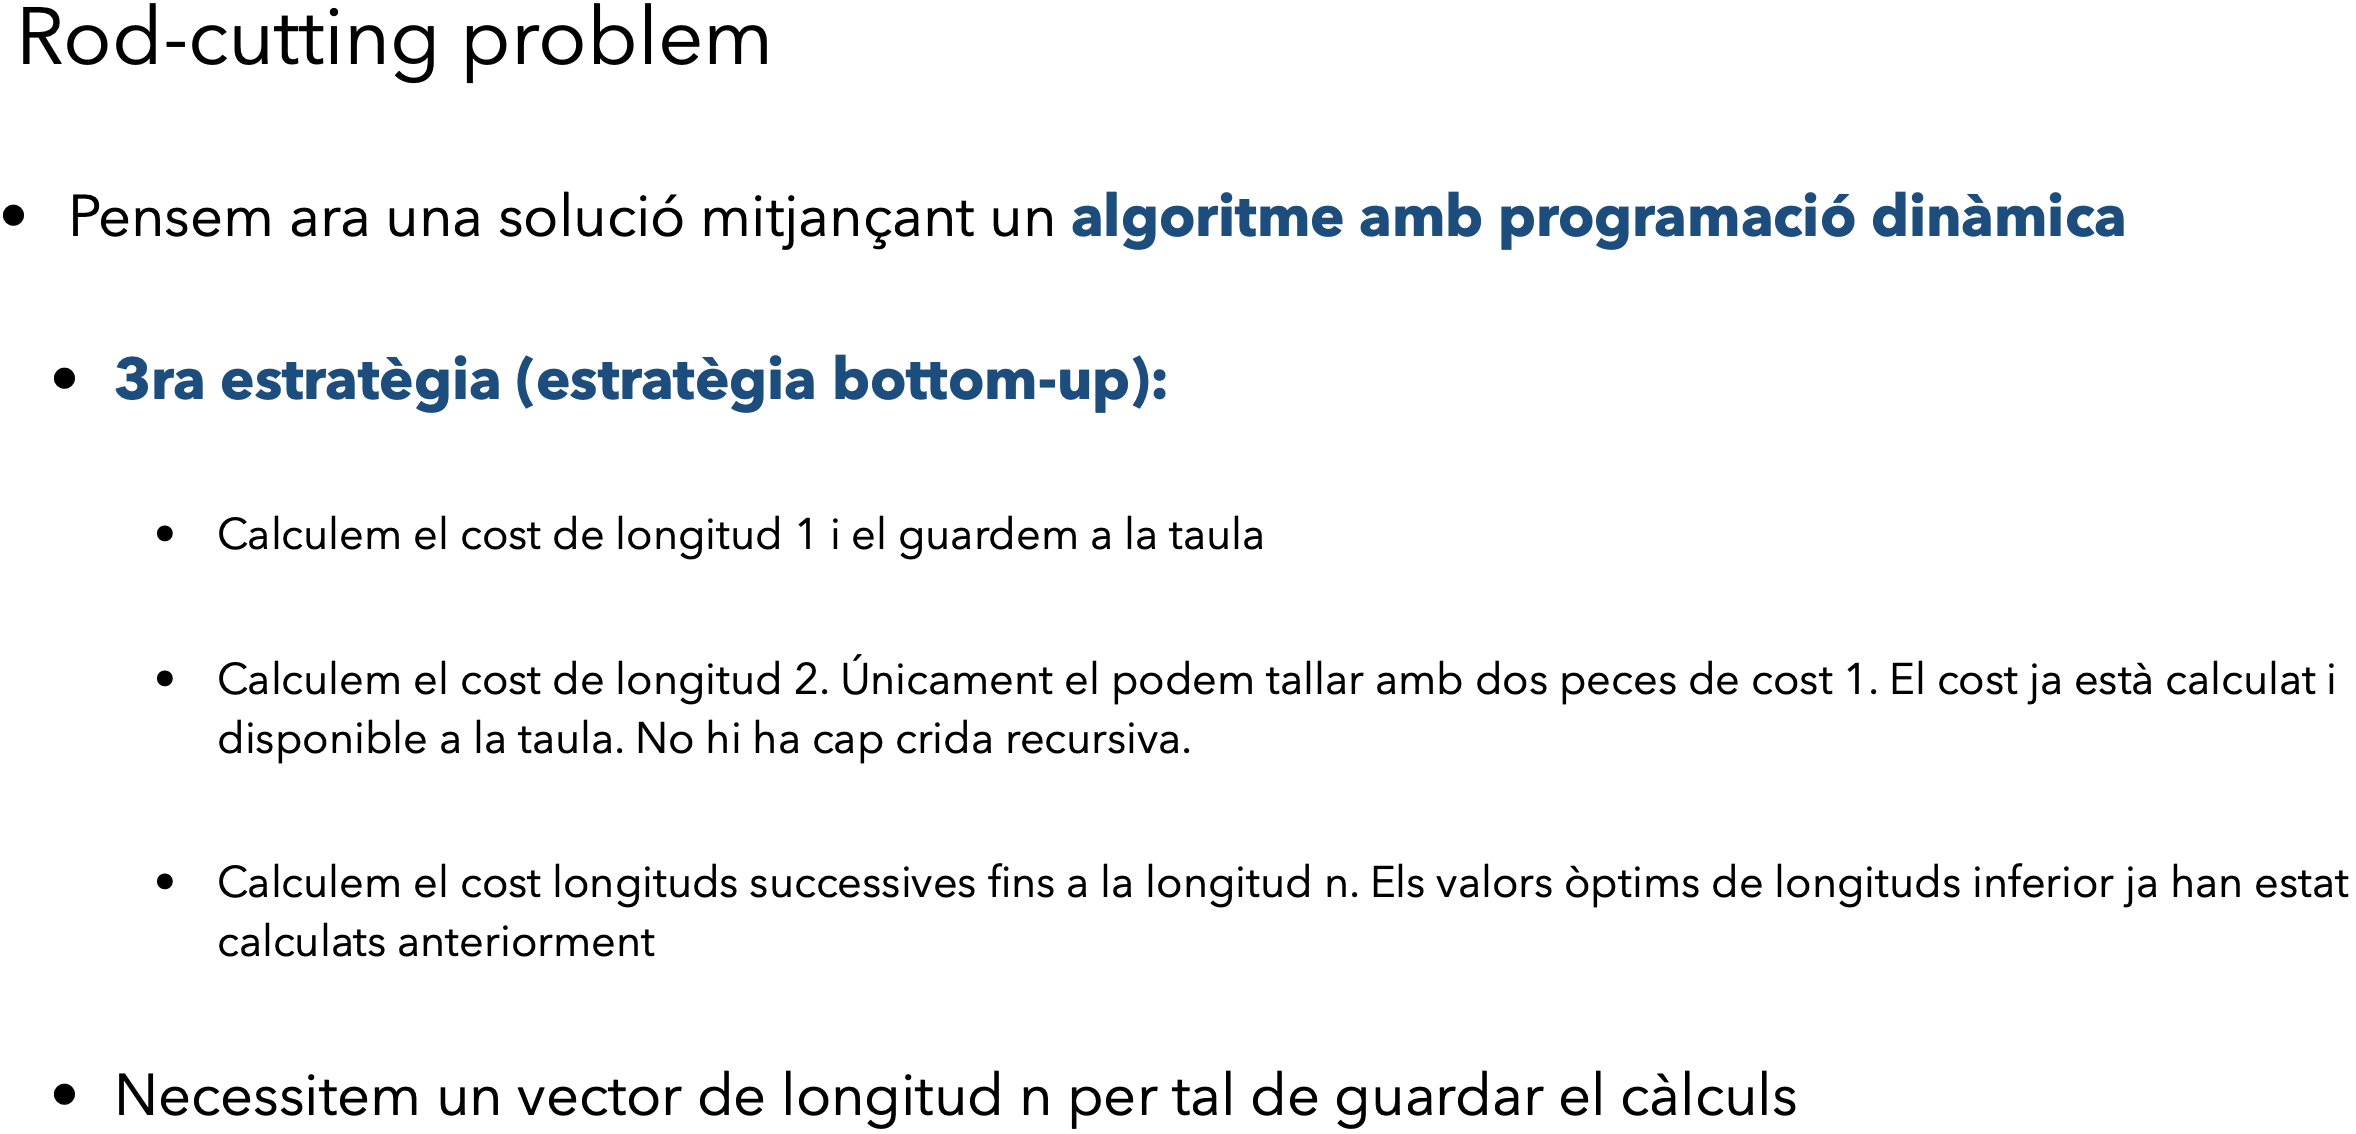 Rod-cutting problem
• Pensem ara una solució mitjançant un algoritme amb programació dinàmica
• 3ra estratègia (estratègia bottom-up):
• Calculem el cost de longitud 1 i el guardem a la taula
• Calculem el cost de longitud 2. Únicament el podem tallar amb dos peces de cost 1. El cost ja està calculat i
disponible a la taula. No hi ha cap crida recursiva.
• Calculem el cost longituds successives fins a la longitud n. Els valors òptims de longituds inferior ja han estat
calculats anteriorment
• Necessitem un vector de longitud n per tal de guardar el càlculs